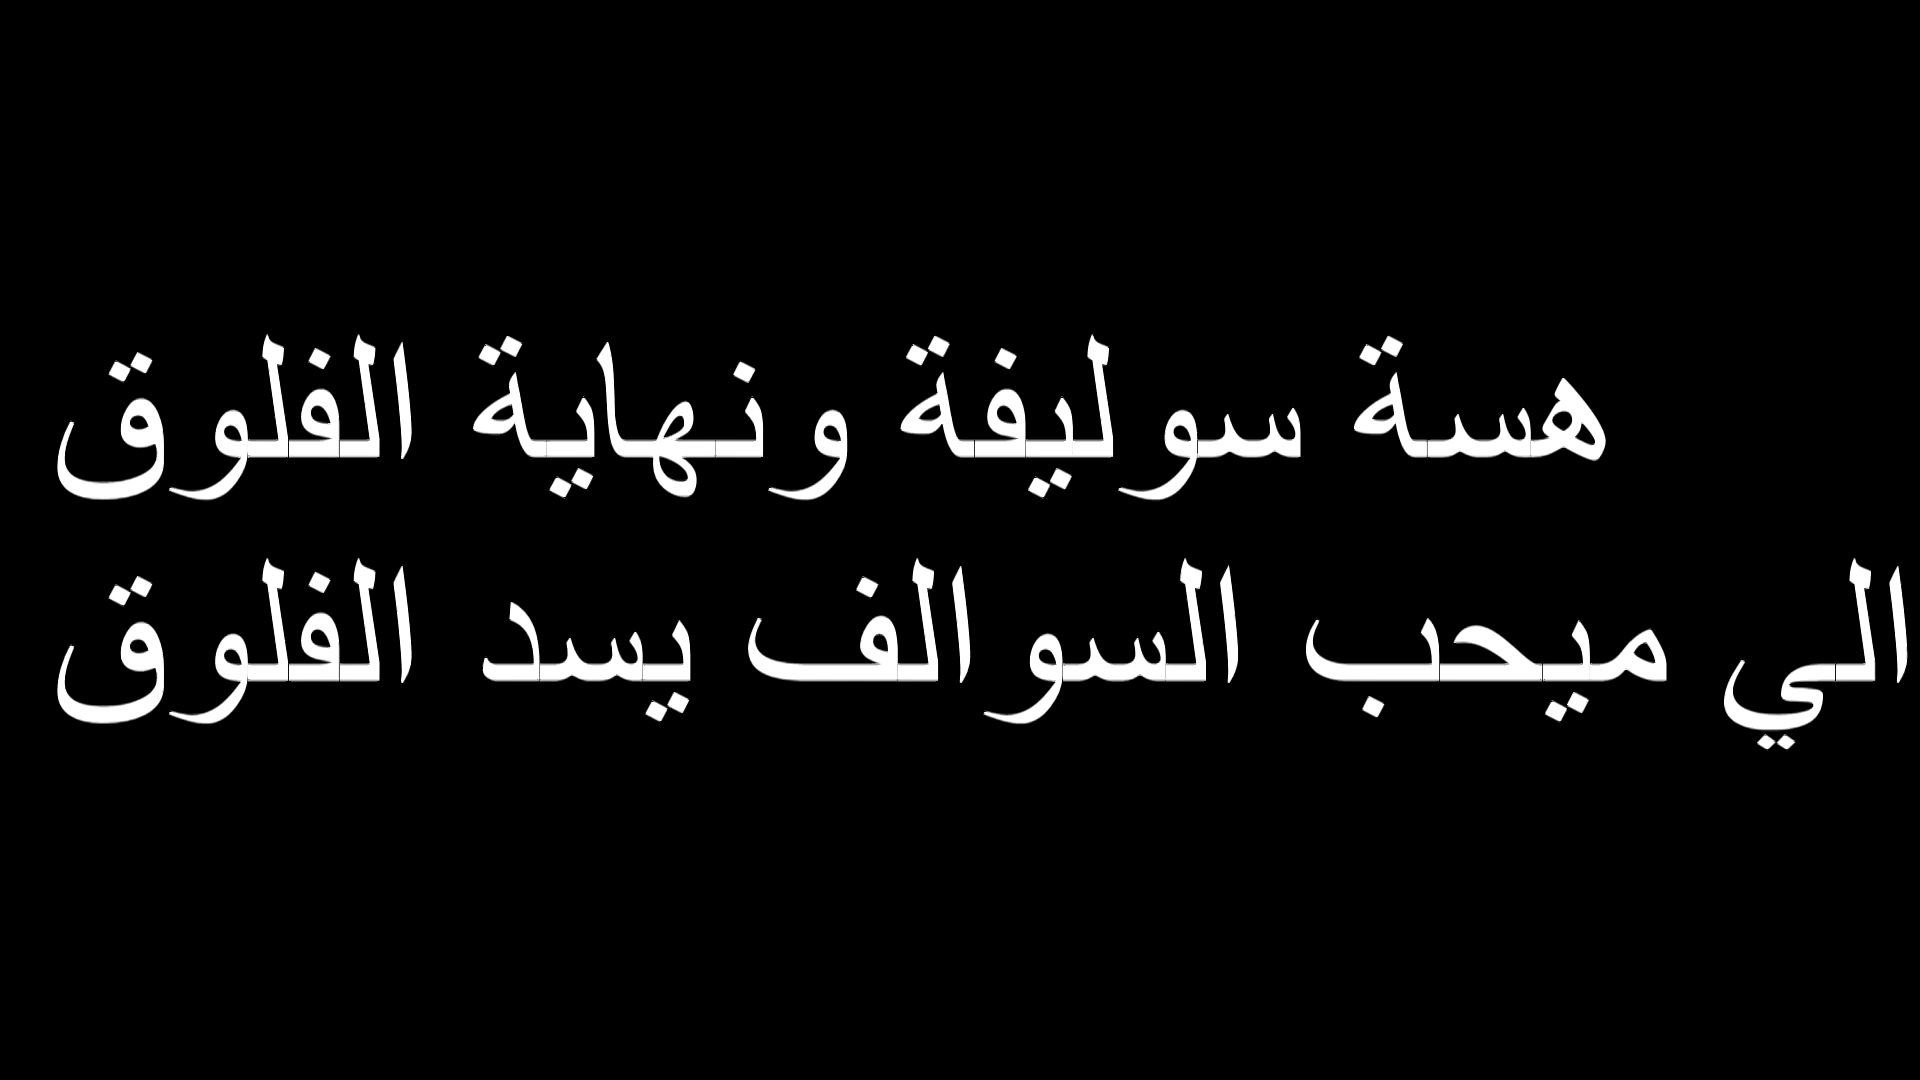 هسة سوليفة ونهاية الفلوق
الي ميحب السوالف يسد الفلوق